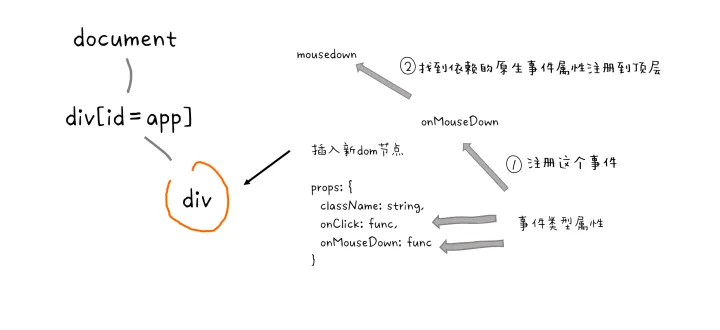 document
div[id=app]
div
mousedown
②找到依赖的原生事件属性注册到顶层
onMouseDown
①注册这个事件
插入新dom节点
props: {
className: string,
onClick: func,
onMouseDown: func
}
事件类型属性